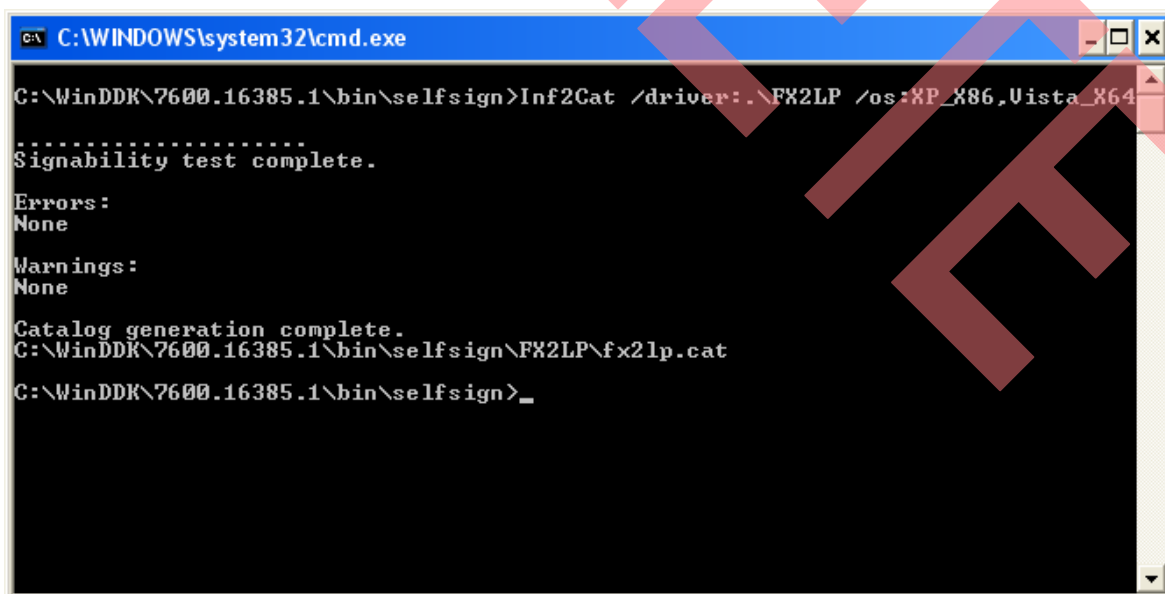 C:\WINDOWS\system32\cmd.exe
C:\WinDDK\7600.16385.1\bin\selfsign>Inf2Cat /driver:.\FX2LP /os:XP_X86,Vista_X64
.....................
Signability test complete.
Errors:
None
Warnings:
None
Catalog generation complete.
C:\WinDDK\7600.16385.1\bin\selfsign\FX2LP\fx2lp.cat
C:\WinDDK\7600.16385.1\bin\selfsign>_